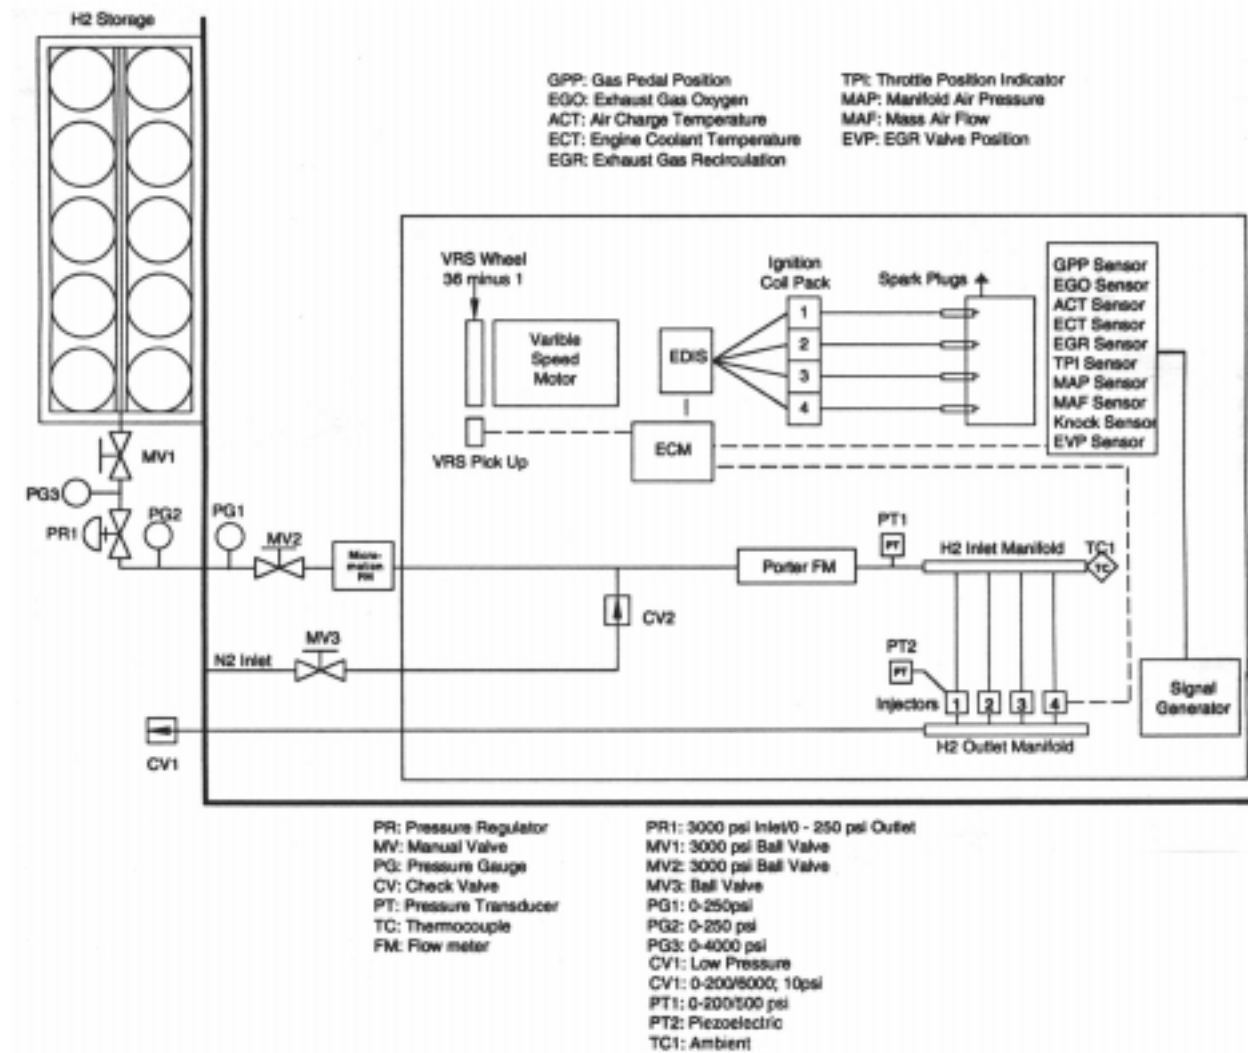 H2 Storage
GPP: Gas Pedal Position
EGO: Exhaust Gas Oxygen
ACT: Air Charge Temperature
ECT: Engine Coolant Temperature
EGR: Exhaust Gas Recirculation
TPI: Throttle Position Indicator
MAP: Manifold Air Pressure
MAF: Mass Air Flow
EVP: EGR Valve Position
VRS Wheel
36 minus 1
Varible
Speed
Motor
VRS Pick Up
EDIS
ECM
Ignition
Coil Pack
1
2
3
4
Spark Plugs
GPP Sensor
EGO Sensor
ACT Sensor
ECT Sensor
EGR Sensor
TPI Sensor
MAP Sensor
MAF Sensor
Knock Sensor
EVP Sensor
MV1
PG3
PR1
PG2
PG1
MV2
Micro-
motion
FM
Porter FM
PT1
PT
H2 Inlet Manifold
TC1
TC
CV2
MV3
N2 Inlet
PT2
PT
Injectors
1
2
3
4
H2 Outlet Manifold
Signal
Generator
CV1
PR: Pressure Regulator
MV: Manual Valve
PG: Pressure Gauge
CV: Check Valve
PT: Pressure Transducer
TC: Thermocouple
FM: Flow meter
PR1: 3000 psi Inlet/0 - 250 psi Outlet
MV1: 3000 psi Ball Valve
MV2: 3000 psi Ball Valve
MV3: Ball Valve
PG1: 0-250psi
PG2: 0-250 psi
PG3: 0-4000 psi
CV1: Low Pressure
CV1: 0-200/6000; 10psi
PT1: 0-200/500 psi
PT2: Piezoelectric
TC1: Ambient